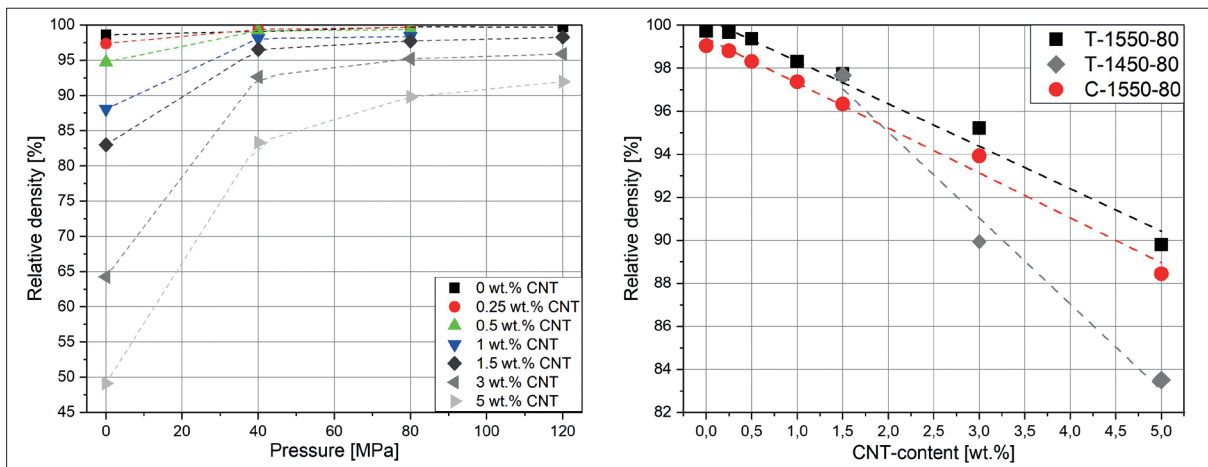 100
95
90
85
80
75
70
65
60
55
50
45
Relative density [%]
0 20 40 60 80 100 120
Pressure [MPa]
0 wt.% CNT
0.25 wt.% CNT
0.5 wt.% CNT
1 wt.% CNT
1.5 wt.% CNT
3 wt.% CNT
5 wt.% CNT
100
98
96
94
92
90
88
86
84
82
Relative density [%]
0,0 0,5 1,0 1,5 2,0 2,5 3,0 3,5 4,0 4,5 5,0
CNT-content [wt.%]
T-1550-80
T-1450-80
C-1550-80